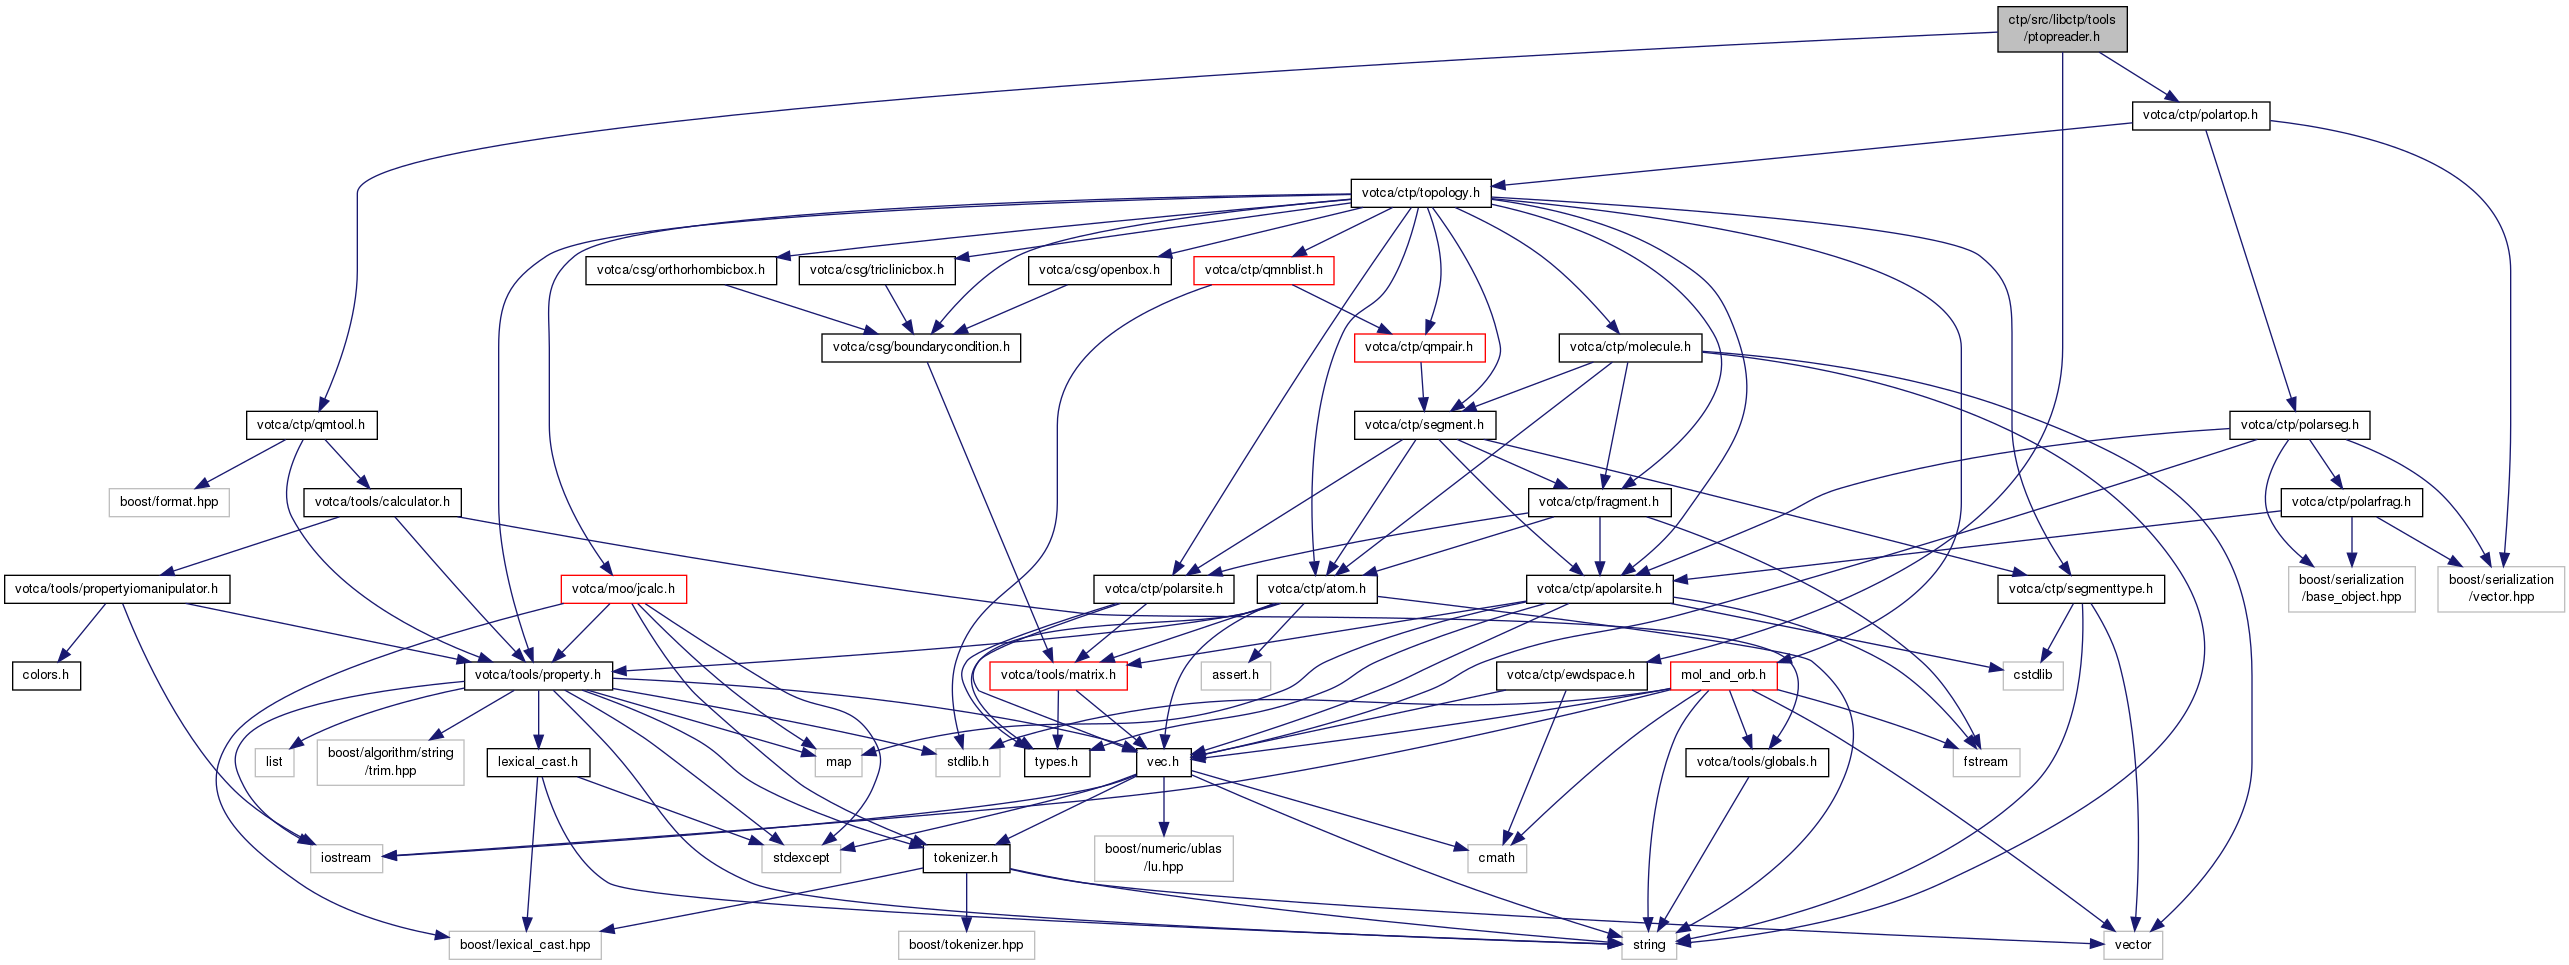 ctp/src/libctp/tools
/ptopreader.h
votca/ctp/polartop.h
votca/ctp/topology.h
votca/csg/orthorhombicbox.h
votca/csg/triclinicbox.h
votca/csg/openbox.h
votca/ctp/qmnblist.h
votca/csg/boundarycondition.h
votca/ctp/qmpair.h
votca/ctp/molecule.h
votca/ctp/qmtool.h
votca/ctp/segment.h
votca/ctp/polarseg.h
boost/format.hpp
votca/tools/calculator.h
votca/ctp/fragment.h
votca/ctp/polarfrag.h
votca/tools/propertyiomanipulator.h
votca/moo/jcalc.h
votca/ctp/polarsite.h
votca/ctp/atom.h
votca/ctp/apolarsite.h
votca/ctp/segmenttype.h
boost/serialization
/base_object.hpp
boost/serialization
/vector.hpp
colors.h
votca/tools/property.h
votca/tools/matrix.h
assert.h
votca/ctp/ewdspace.h
mol_and_orb.h
cstdlib
list
boost/algorithm/string
/trim.hpp
lexical_cast.h
map
stdlib.h
types.h
vec.h
votca/tools/globals.h
fstream
iostream
stdexcept
tokenizer.h
boost/numeric/ublas
/lu.hpp
cmath
boost/lexical_cast.hpp
boost/tokenizer.hpp
string
vector